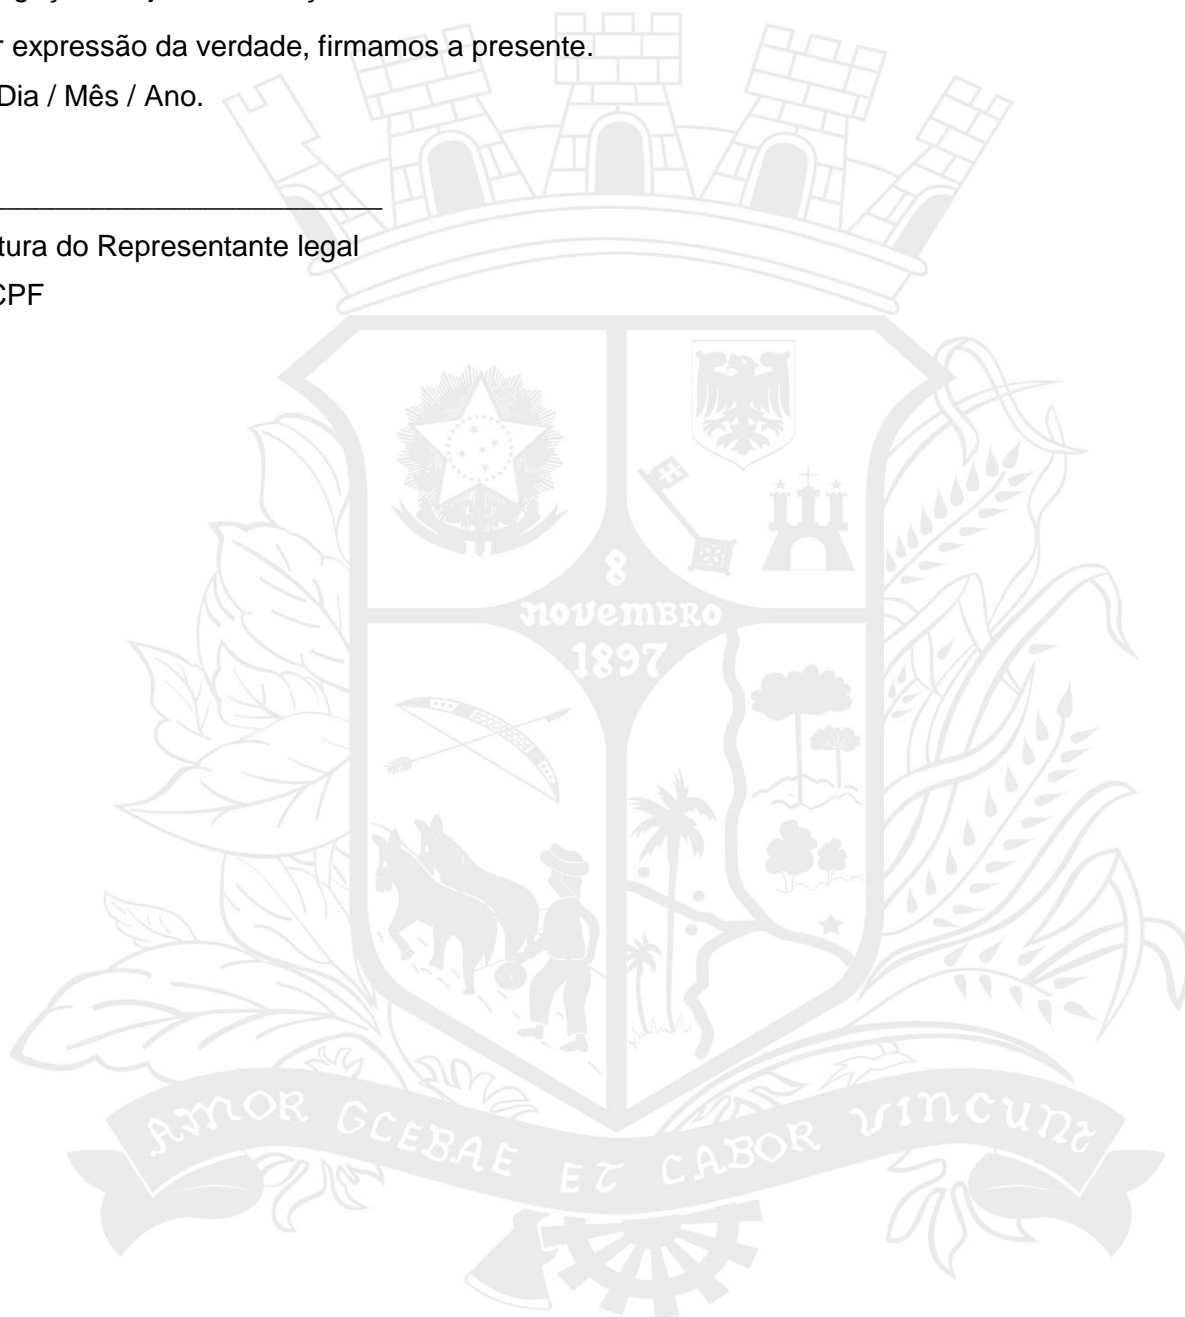 expressão da verdade, firmamos a presente.
Dia / Mês / Ano.
________________________
tura do Representante legal
CPF
8
NOVEMBRO
1897
AMOR GLEBAE ET LABOR VINCUNT